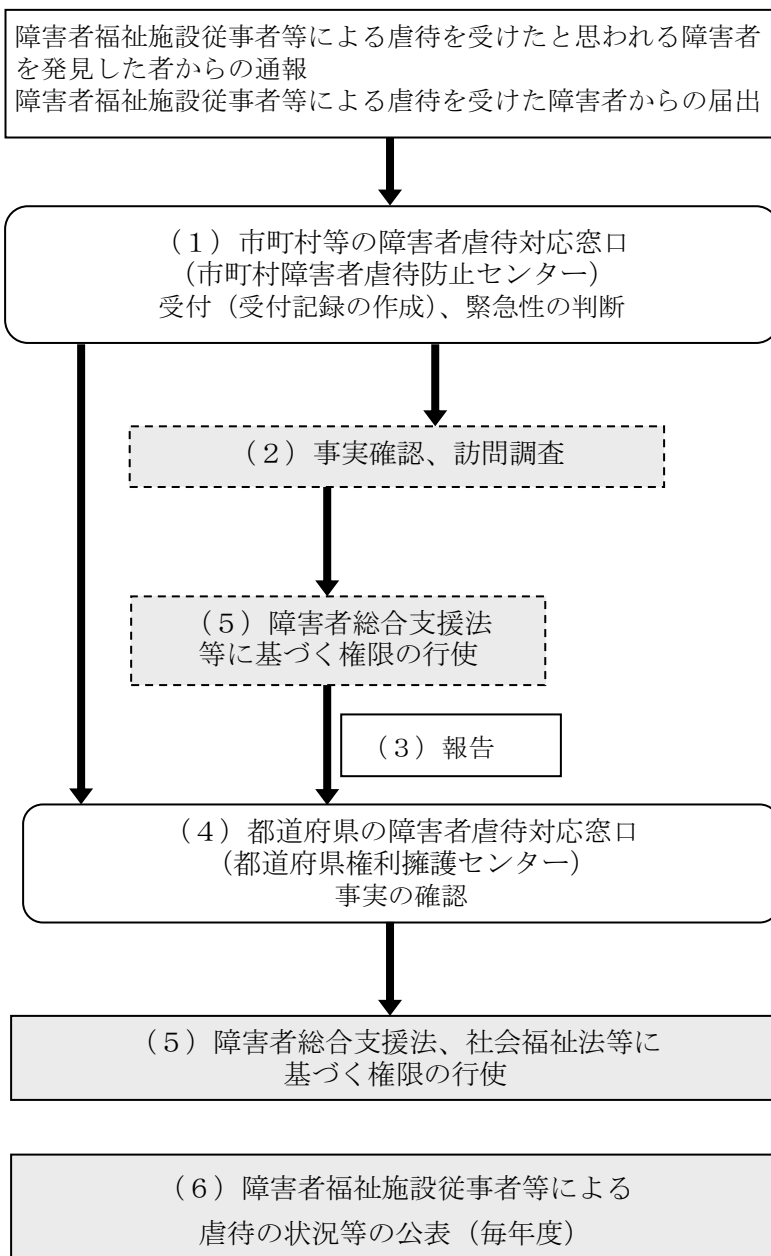 障害者福祉施設従事者等による虐待を受けたと思われる障害者
を発見した者からの通報
障害者福祉施設従事者等による虐待を受けた障害者からの届出
（１）市町村等の障害者虐待対応窓口
（市町村障害者虐待防止センター）
受付（受付記録の作成）、緊急性の判断
（２）事実確認、訪問調査
（５）障害者総合支援法
等に基づく権限の行使
（３）報告
（４）都道府県の障害者虐待対応窓口
（都道府県権利擁護センター）
事実の確認
（５）障害者総合支援法、社会福祉法等に
基づく権限の行使
（６）障害者福祉施設従事者等による
虐待の状況等の公表（毎年度）